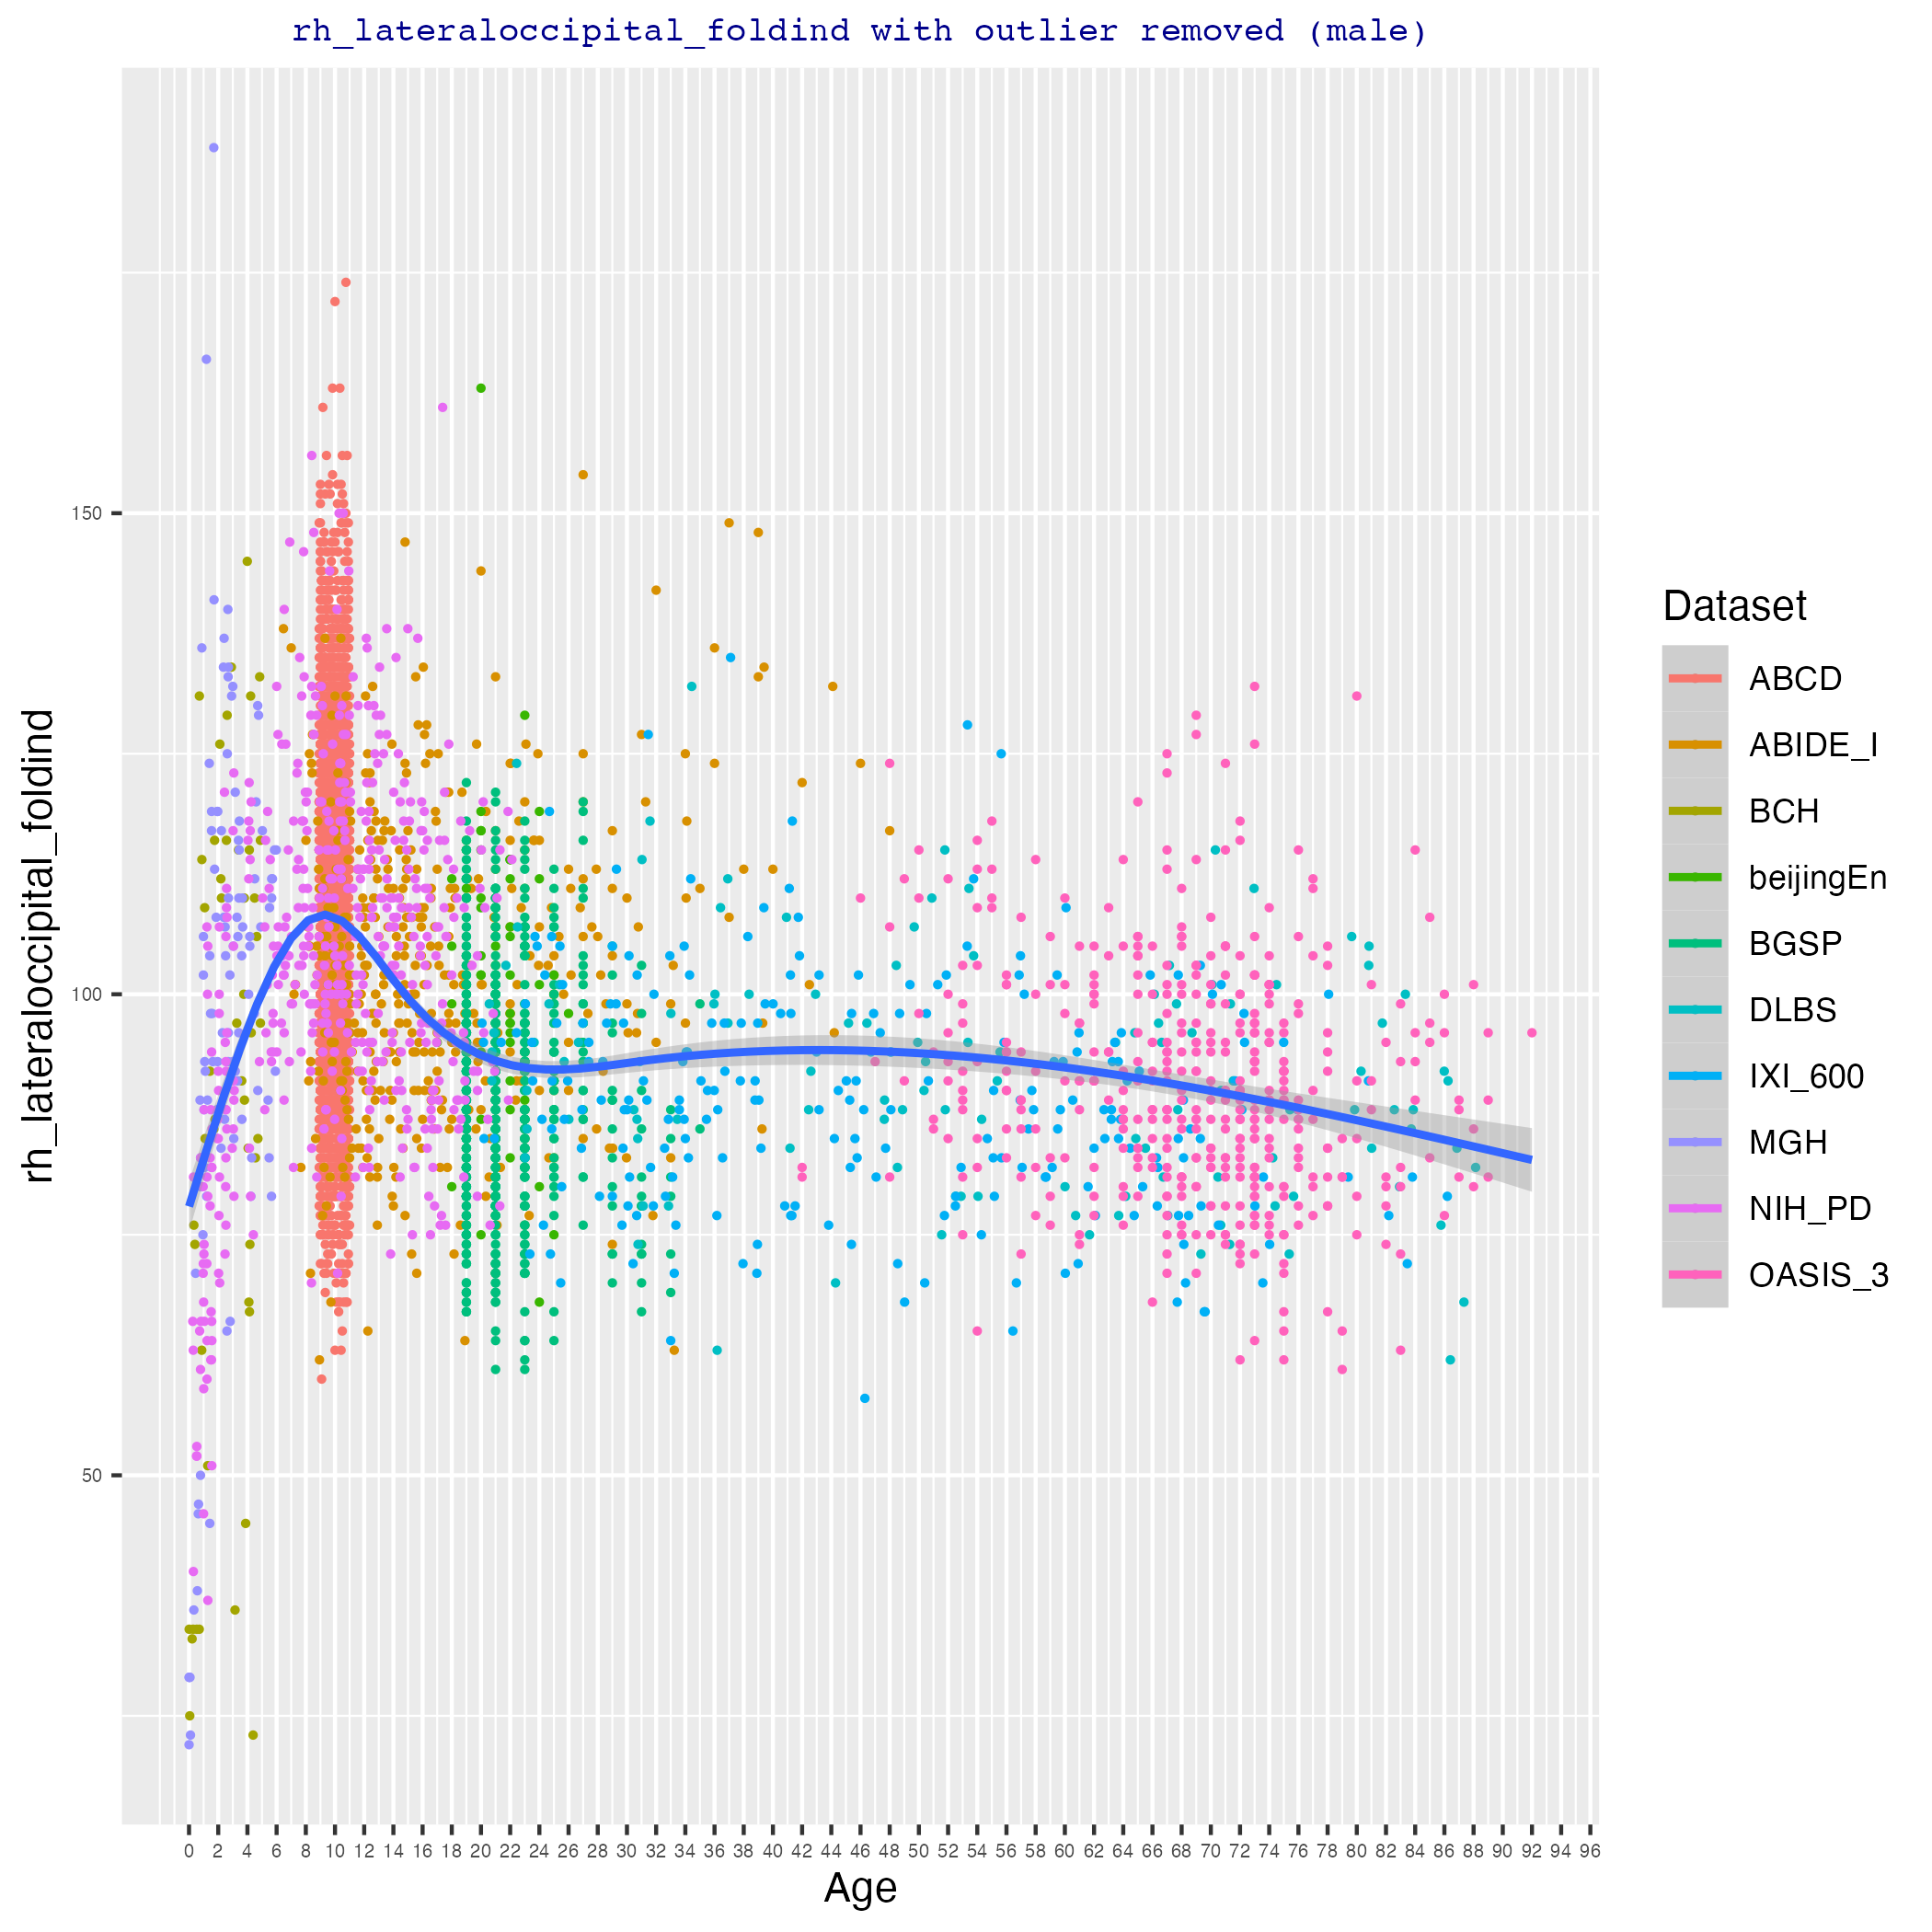 rh_lateraloccipital_foldind with outlier removed (male)
rh_lateraloccipital_foldind
150
100
50
0 2 4 6 8 10 12 14 16 18 20 22 24 26 28 30 32 34 36 38 40 42 44 46 48 50 52 54 56 58 60 62 64 66 68 70 72 74 76 78 80 82 84 86 88 90 92 94 96
Age
Dataset
ABCD
ABIDE_I
BCH
beijingEn
BGSP
DLBS
IXI_600
MGH
NIH_PD
OASIS_3